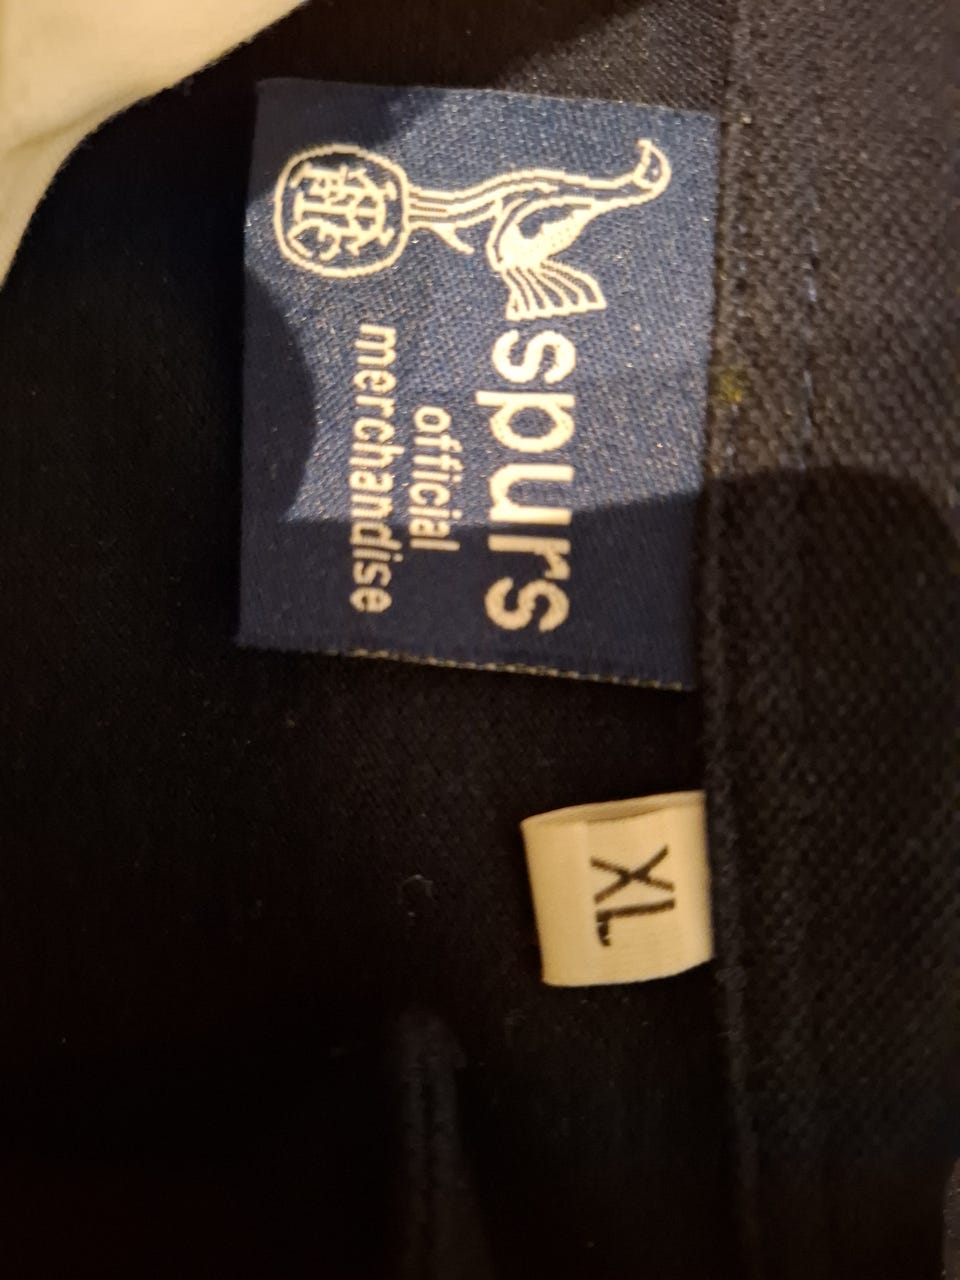 spurs
official
merchandise
XL